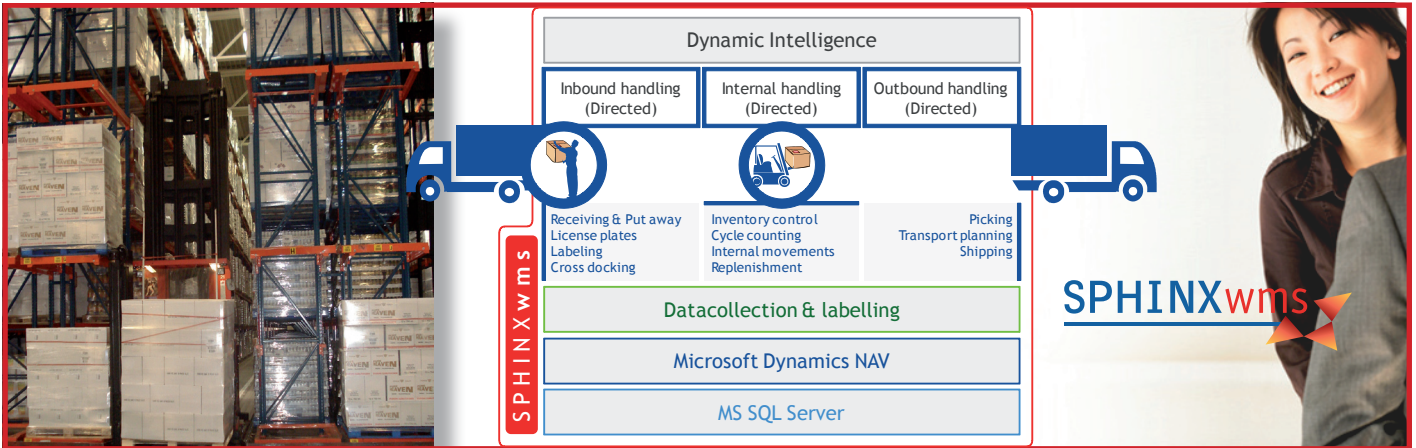 Dynamic Intelligence
Inbound handling
(Directed)
Internal handling
(Directed)
Outbound handling
(Directed)
Receiving & Put away
License plates
Labeling
Cross docking
Inventory control
Cycle counting
Internal movements
Replenishment
Picking
Transport planning
Shipping
SPHINXwms
Datacollection & labelling
Microsoft Dynamics NAV
MS SQL Server
SPHINXwms